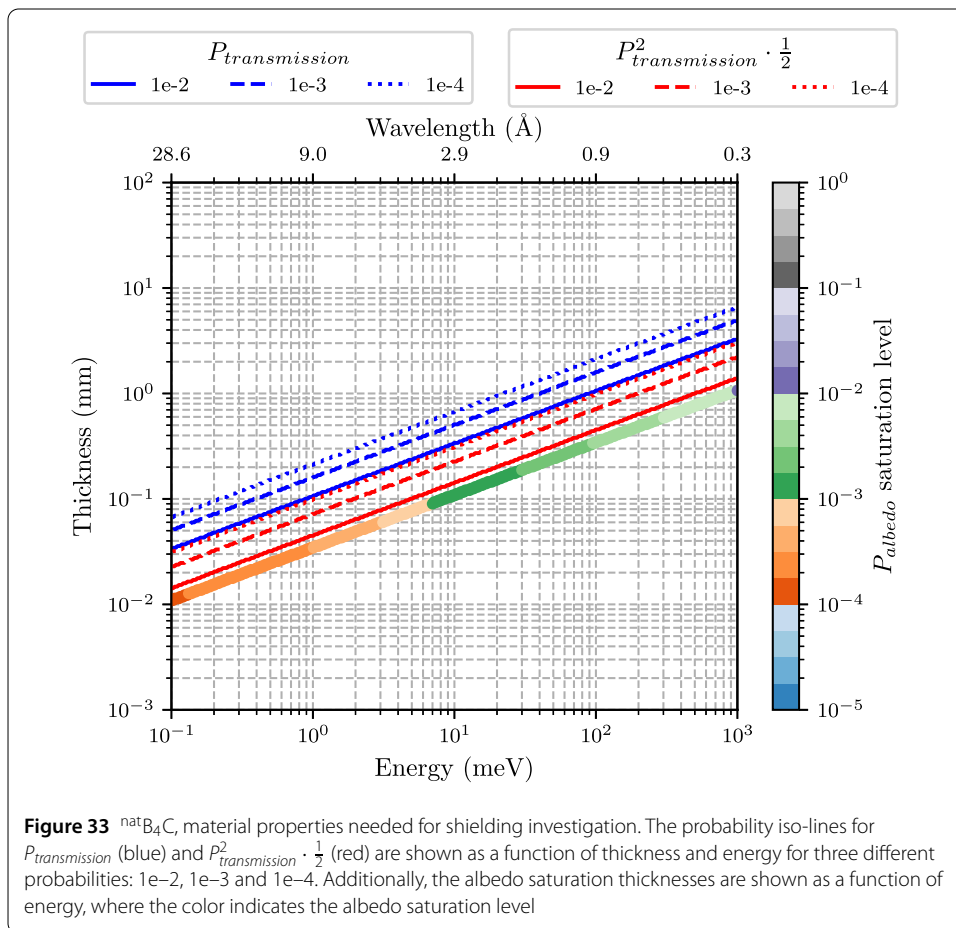 P_transmission
1e-2 1e-3 1e-4
P²_transmission · ½
1e-2 1e-3 1e-4
Wavelength (Å)
28.6 9.0 2.9 0.9 0.3
10²
10¹
10⁰
10⁻¹
10⁻²
10⁻³
Thickness (mm)
10⁻¹ 10⁰ 10¹ 10² 10³
Energy (meV)
10⁰
10⁻¹
10⁻²
10⁻³
10⁻⁴
10⁻⁵
P_albedo saturation level
Figure 33 ⁿᵃᵗB₄C, material properties needed for shielding investigation. The probability iso-lines for
P_transmission (blue) and P²_transmission · ½ (red) are shown as a function of thickness and energy for three different
probabilities: 1e–2, 1e–3 and 1e–4. Additionally, the albedo saturation thicknesses are shown as a function of
energy, where the color indicates the albedo saturation level